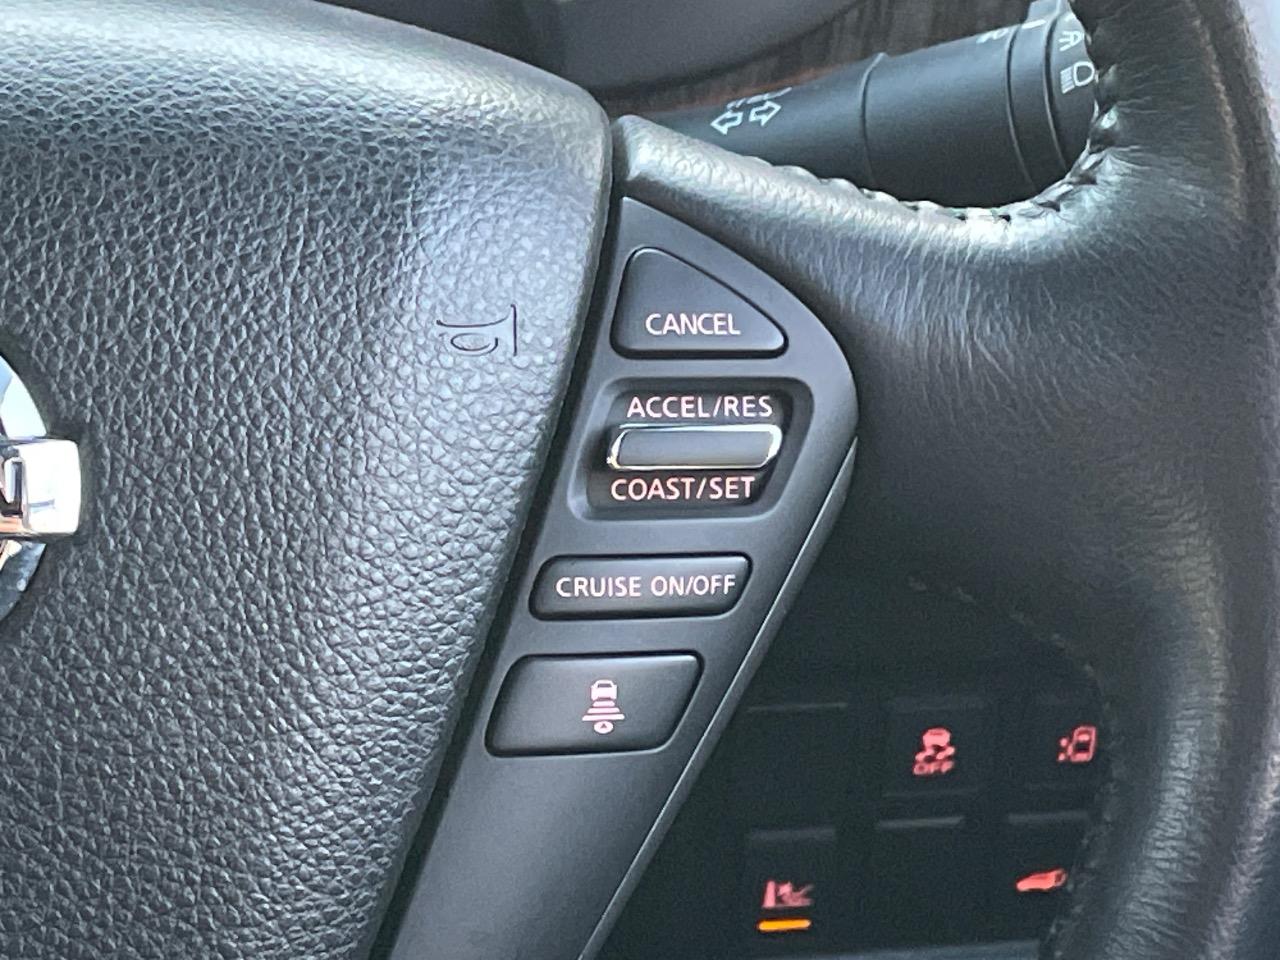 CANCEL
ACCEL/RES
COAST/SET
CRUISE ON/OFF
OFF